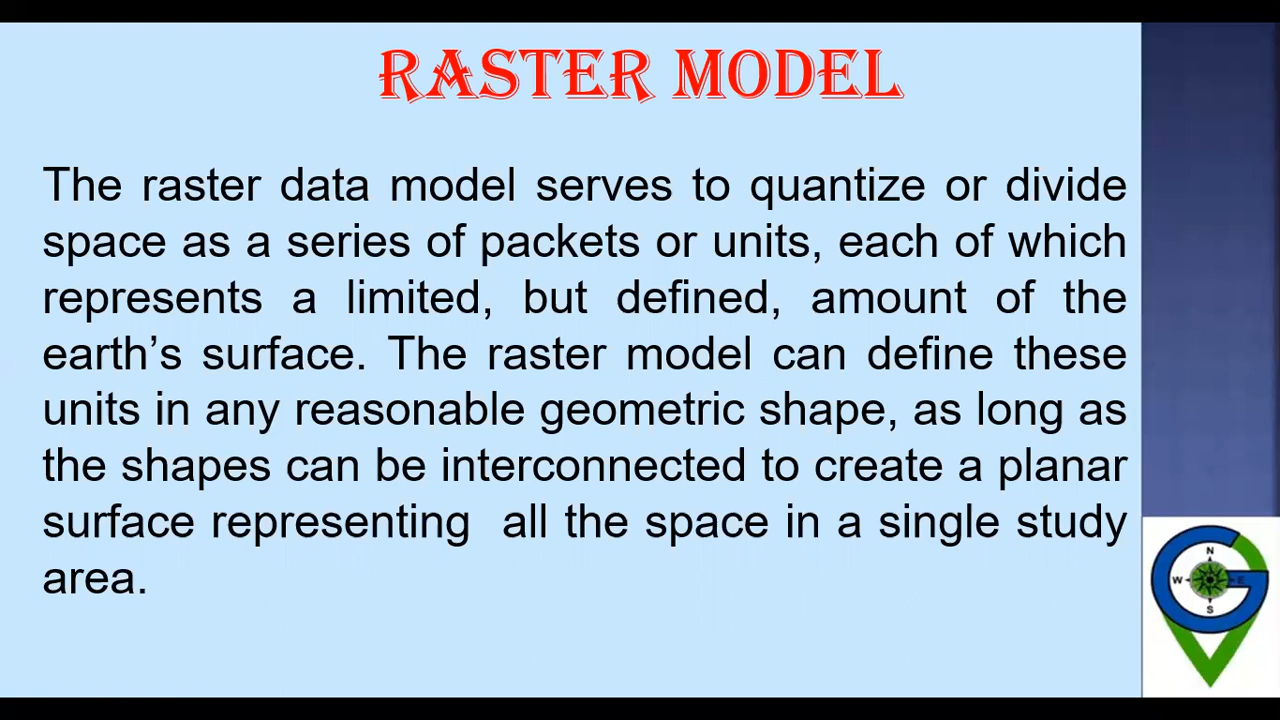 RASTER MODEL
The raster data model serves to quantize or divide
space as a series of packets or units, each of which
represents a limited, but defined, amount of the
earth’s surface. The raster model can define these
units in any reasonable geometric shape, as long as
the shapes can be interconnected to create a planar
surface representing  all the space in a single study
area.
N
W E
S